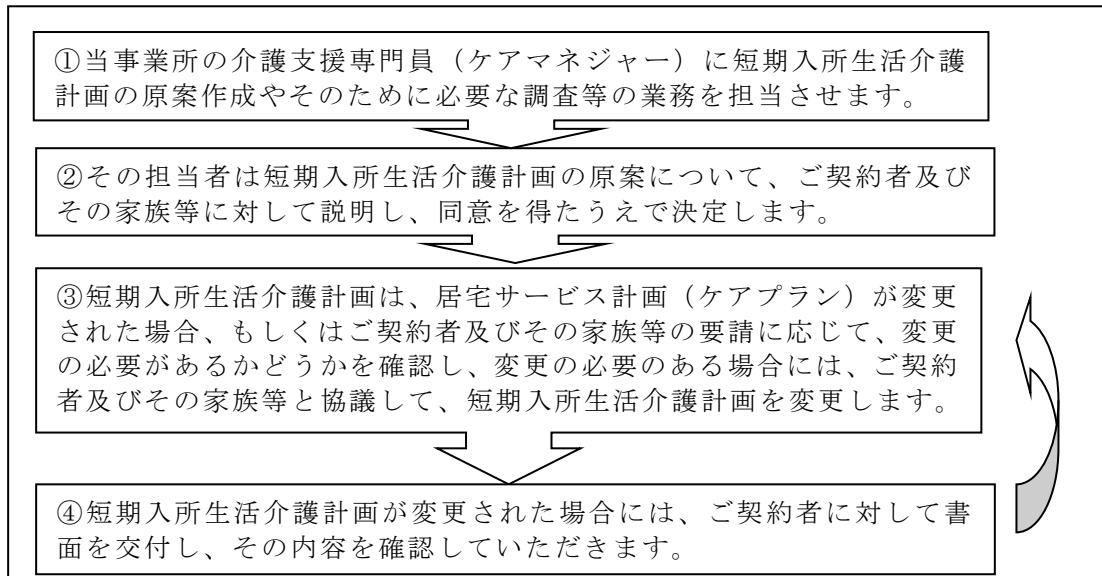 ①当事業所の介護支援専門員（ケアマネジャー）に短期入所生活介護
計画の原案作成やそのために必要な調査等の業務を担当させます。
②その担当者は短期入所生活介護計画の原案について、ご契約者及び
その家族等に対して説明し、同意を得たうえで決定します。
③短期入所生活介護計画は、居宅サービス計画（ケアプラン）が変更
された場合、もしくはご契約者及びその家族等の要請に応じて、変更
の必要があるかどうかを確認し、変更の必要のある場合には、ご契約
者及びその家族等と協議して、短期入所生活介護計画を変更します。
④短期入所生活介護計画が変更された場合には、ご契約者に対して書
面を交付し、その内容を確認していただきます。